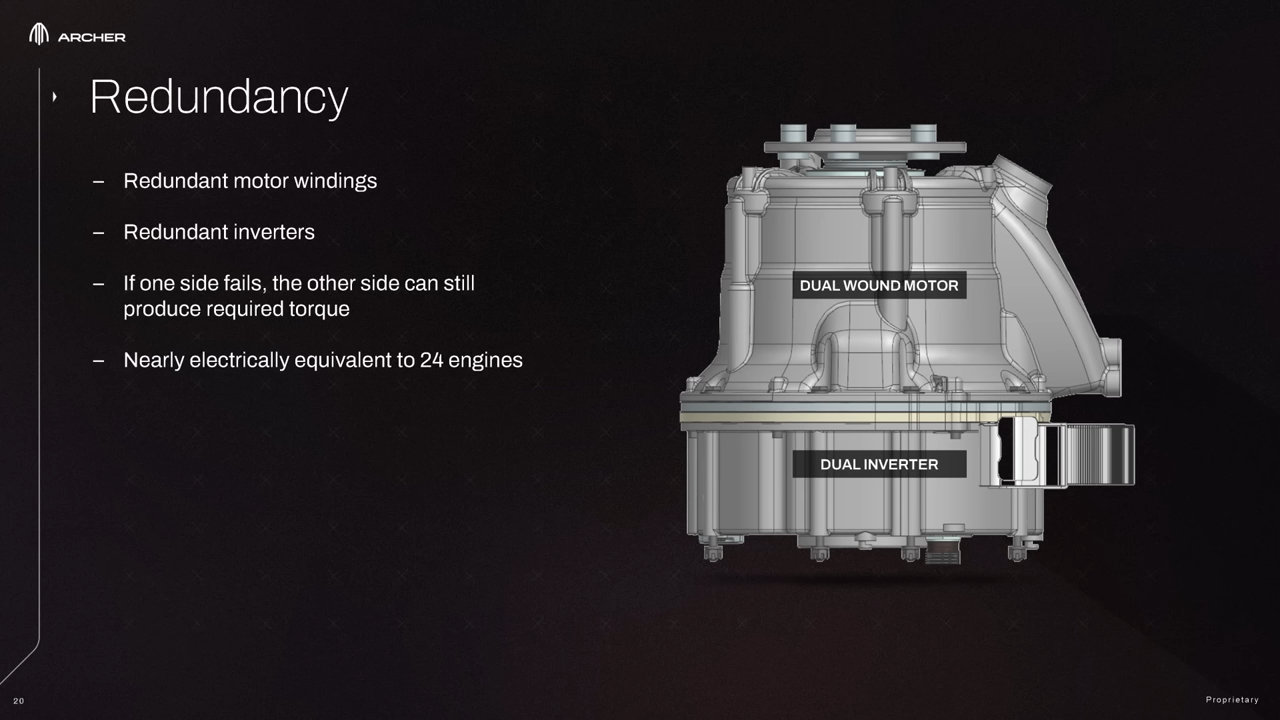 ARCHER
Redundancy
– Redundant motor windings
– Redundant inverters
– If one side fails, the other side can still
produce required torque
– Nearly electrically equivalent to 24 engines
DUAL WOUND MOTOR
DUAL INVERTER
20
Proprietary